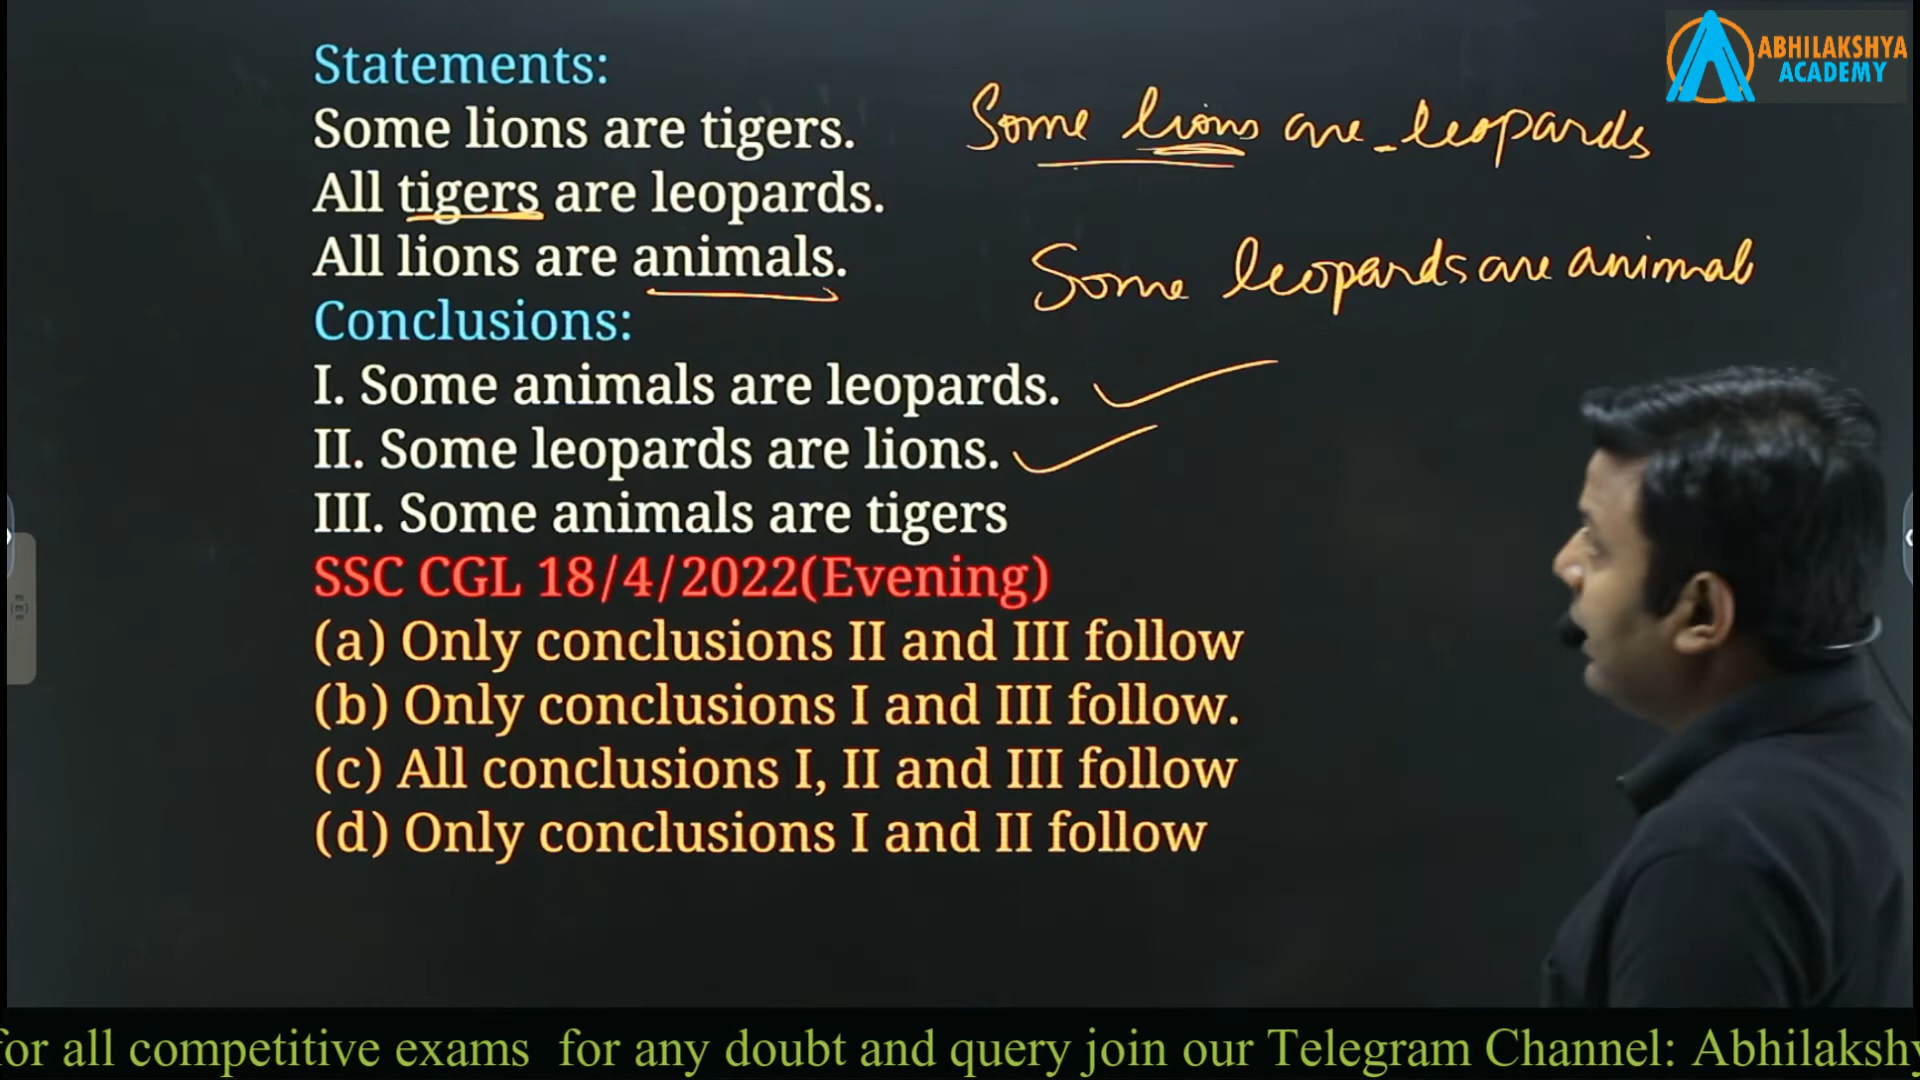 ABHILAKSHYA
ACADEMY
Statements:
Some lions are tigers.
All tigers are leopards.
All lions are animals.
Some lions are leopards
Some leopards are animal
Conclusions:
I. Some animals are leopards.
II. Some leopards are lions.
III. Some animals are tigers
SSC CGL 18/4/2022(Evening)
(a) Only conclusions II and III follow
(b) Only conclusions I and III follow.
(c) All conclusions I, II and III follow
(d) Only conclusions I and II follow
for all competitive exams for any doubt and query join our Telegram Channel: Abhilakshy